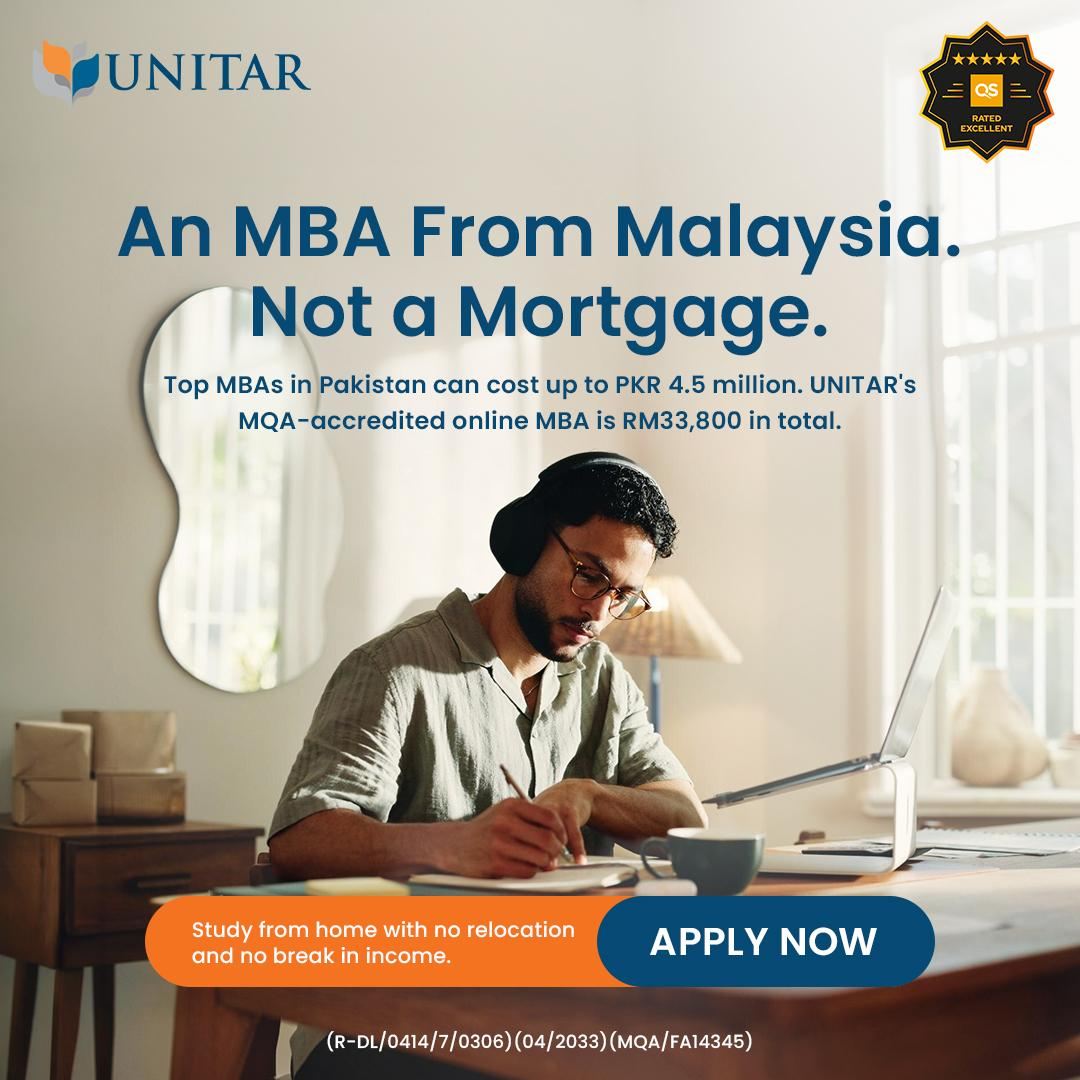 UNITAR
★★★★★
QS
RATED
EXCELLENT
An MBA From Malaysia.
Not a Mortgage.
Top MBAs in Pakistan can cost up to PKR 4.5 million. UNITAR's
MQA-accredited online MBA is RM33,800 in total.
Study from home with no relocation
and no break in income.
APPLY NOW
(R-DL/0414/7/0306)(04/2033)(MQA/FA14345)